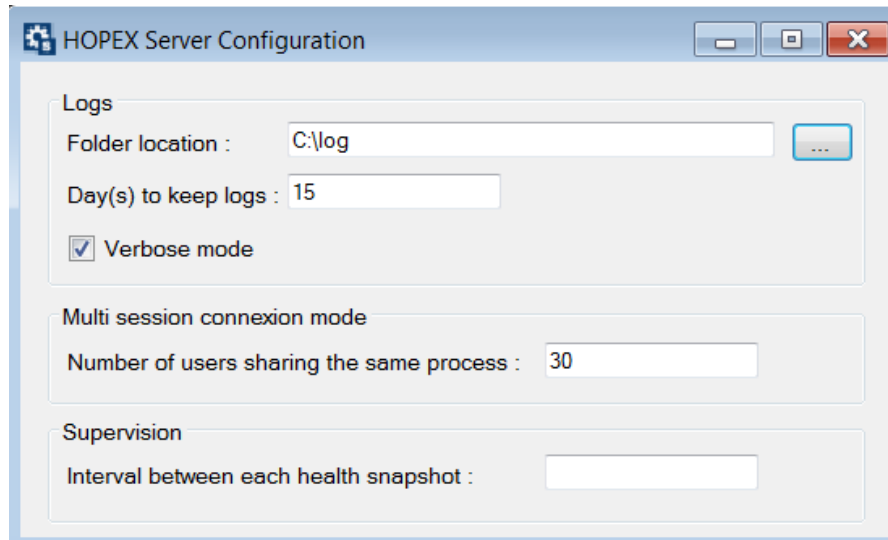 HOPEX Server Configuration
Logs
Folder location : C:\log ...
Day(s) to keep logs : 15
Verbose mode
Multi session connexion mode
Number of users sharing the same process : 30
Supervision
Interval between each health snapshot :